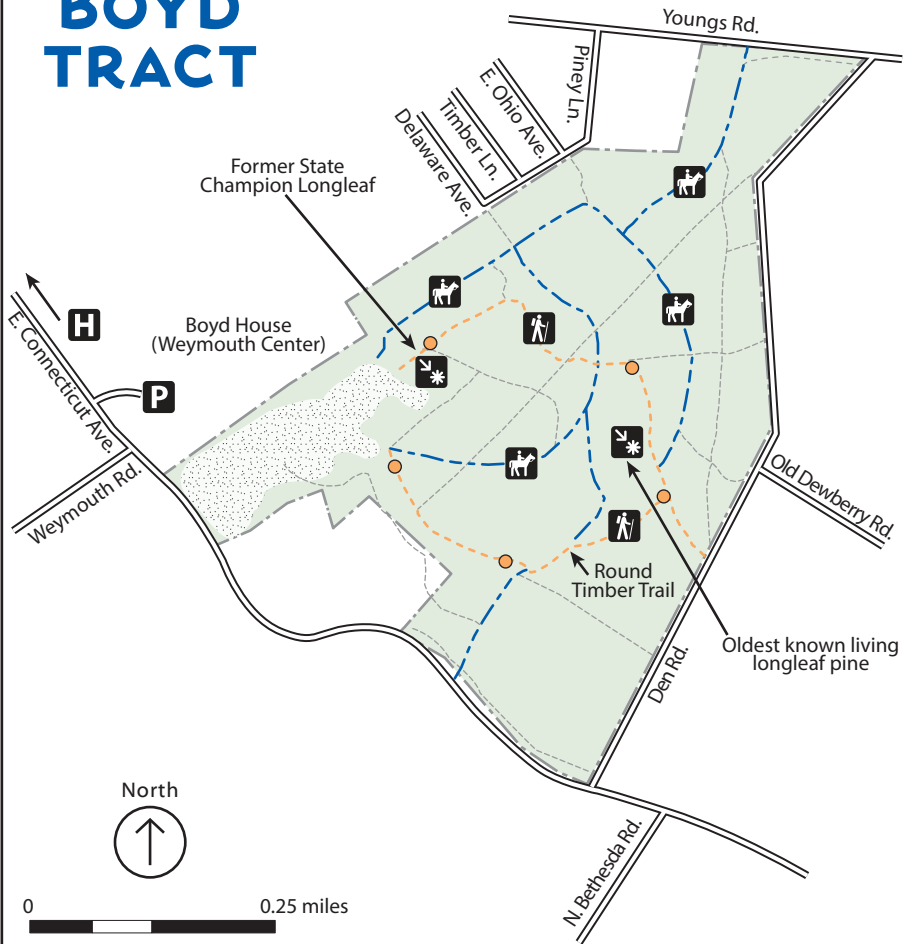 BOYD
TRACT
Youngs Rd.
Piney Ln.
E. Ohio Ave.
Timber Ln.
Delaware Ave.
Former State
Champion Longleaf
H
Boyd House
(Weymouth Center)
E. Connecticut Ave.
P
Weymouth Rd.
Old Dewberry Rd.
Round
Timber Trail
Oldest known living
longleaf pine
Den Rd.
North
N. Bethesda Rd.
0 0.25 miles